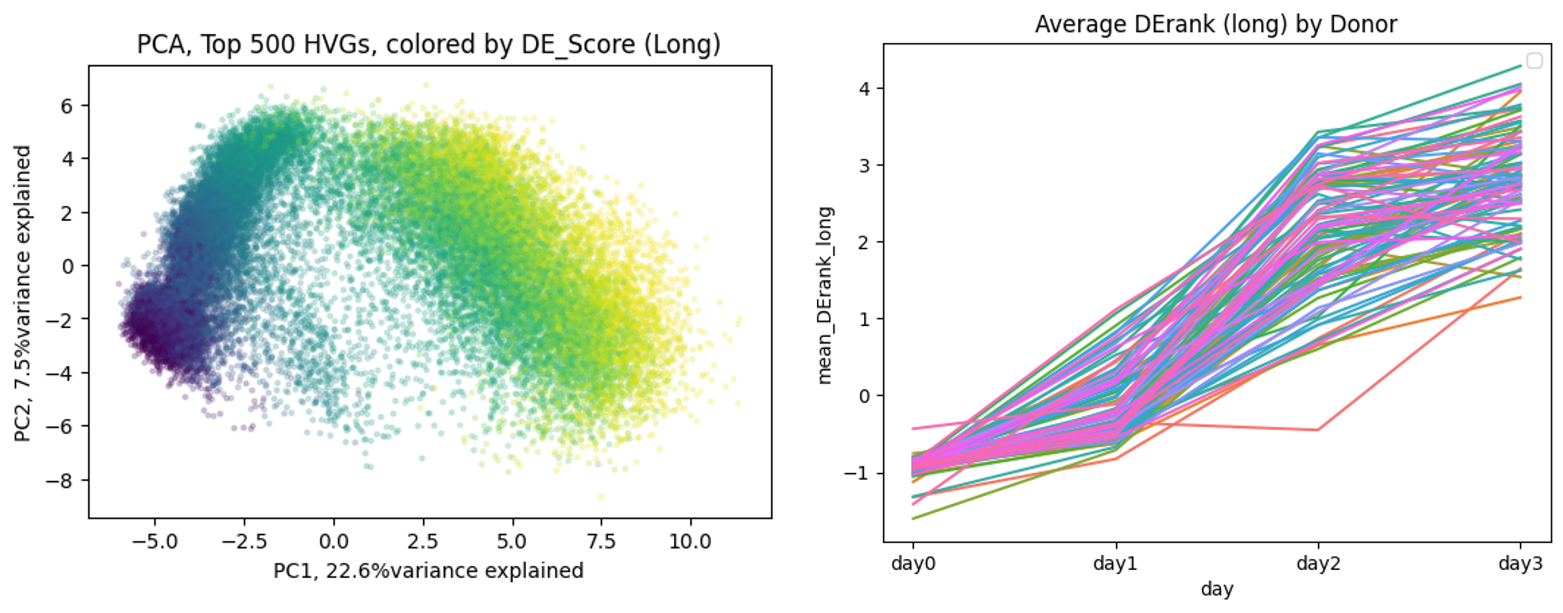 PCA, Top 500 HVGs, colored by DE_Score (Long)
PC2, 7.5%variance explained
6
4
2
0
−2
−4
−6
−8
−5.0 −2.5 0.0 2.5 5.0 7.5 10.0
PC1, 22.6%variance explained
Average DErank (long) by Donor
mean_DErank_long
4
3
2
1
0
−1
day0 day1 day2 day3
day